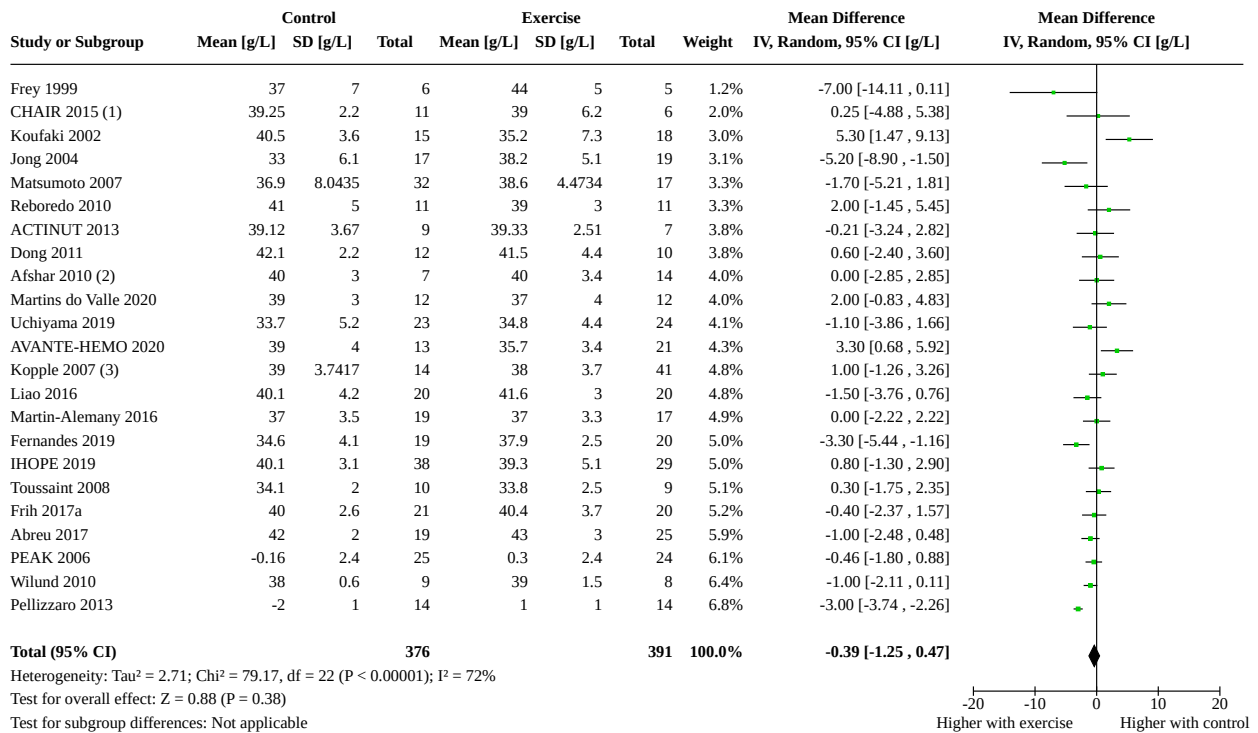 Control Exercise Mean Difference Mean Difference
Study or Subgroup Mean [g/L] SD [g/L] Total Mean [g/L] SD [g/L] Total Weight IV, Random, 95% CI [g/L] IV, Random, 95% CI [g/L]
Frey 1999 37 7 6 44 5 5 1.2% -7.00 [-14.11 , 0.11]
CHAIR 2015 (1) 39.25 2.2 11 39 6.2 6 2.0% 0.25 [-4.88 , 5.38]
Koufaki 2002 40.5 3.6 15 35.2 7.3 18 3.0% 5.30 [1.47 , 9.13]
Jong 2004 33 6.1 17 38.2 5.1 19 3.1% -5.20 [-8.90 , -1.50]
Matsumoto 2007 36.9 8.0435 32 38.6 4.4734 17 3.3% -1.70 [-5.21 , 1.81]
Reboredo 2010 41 5 11 39 3 11 3.3% 2.00 [-1.45 , 5.45]
ACTINUT 2013 39.12 3.67 9 39.33 2.51 7 3.8% -0.21 [-3.24 , 2.82]
Dong 2011 42.1 2.2 12 41.5 4.4 10 3.8% 0.60 [-2.40 , 3.60]
Afshar 2010 (2) 40 3 7 40 3.4 14 4.0% 0.00 [-2.85 , 2.85]
Martins do Valle 2020 39 3 12 37 4 12 4.0% 2.00 [-0.83 , 4.83]
Uchiyama 2019 33.7 5.2 23 34.8 4.4 24 4.1% -1.10 [-3.86 , 1.66]
AVANTE-HEMO 2020 39 4 13 35.7 3.4 21 4.3% 3.30 [0.68 , 5.92]
Kopple 2007 (3) 39 3.7417 14 38 3.7 41 4.8% 1.00 [-1.26 , 3.26]
Liao 2016 40.1 4.2 20 41.6 3 20 4.8% -1.50 [-3.76 , 0.76]
Martin-Alemany 2016 37 3.5 19 37 3.3 17 4.9% 0.00 [-2.22 , 2.22]
Fernandes 2019 34.6 4.1 19 37.9 2.5 20 5.0% -3.30 [-5.44 , -1.16]
IHOPE 2019 40.1 3.1 38 39.3 5.1 29 5.0% 0.80 [-1.30 , 2.90]
Toussaint 2008 34.1 2 10 33.8 2.5 9 5.1% 0.30 [-1.75 , 2.35]
Frih 2017a 40 2.6 21 40.4 3.7 20 5.2% -0.40 [-2.37 , 1.57]
Abreu 2017 42 2 19 43 3 25 5.9% -1.00 [-2.48 , 0.48]
PEAK 2006 -0.16 2.4 25 0.3 2.4 24 6.1% -0.46 [-1.80 , 0.88]
Wilund 2010 38 0.6 9 39 1.5 8 6.4% -1.00 [-2.11 , 0.11]
Pellizzaro 2013 -2 1 14 1 1 14 6.8% -3.00 [-3.74 , -2.26]
Total (95% CI) 376 391 100.0% -0.39 [-1.25 , 0.47]
Heterogeneity: Tau² = 2.71; Chi² = 79.17, df = 22 (P < 0.00001); I² = 72%
Test for overall effect: Z = 0.88 (P = 0.38)
Test for subgroup differences: Not applicable
-20 -10 0 10 20
Higher with exercise Higher with control